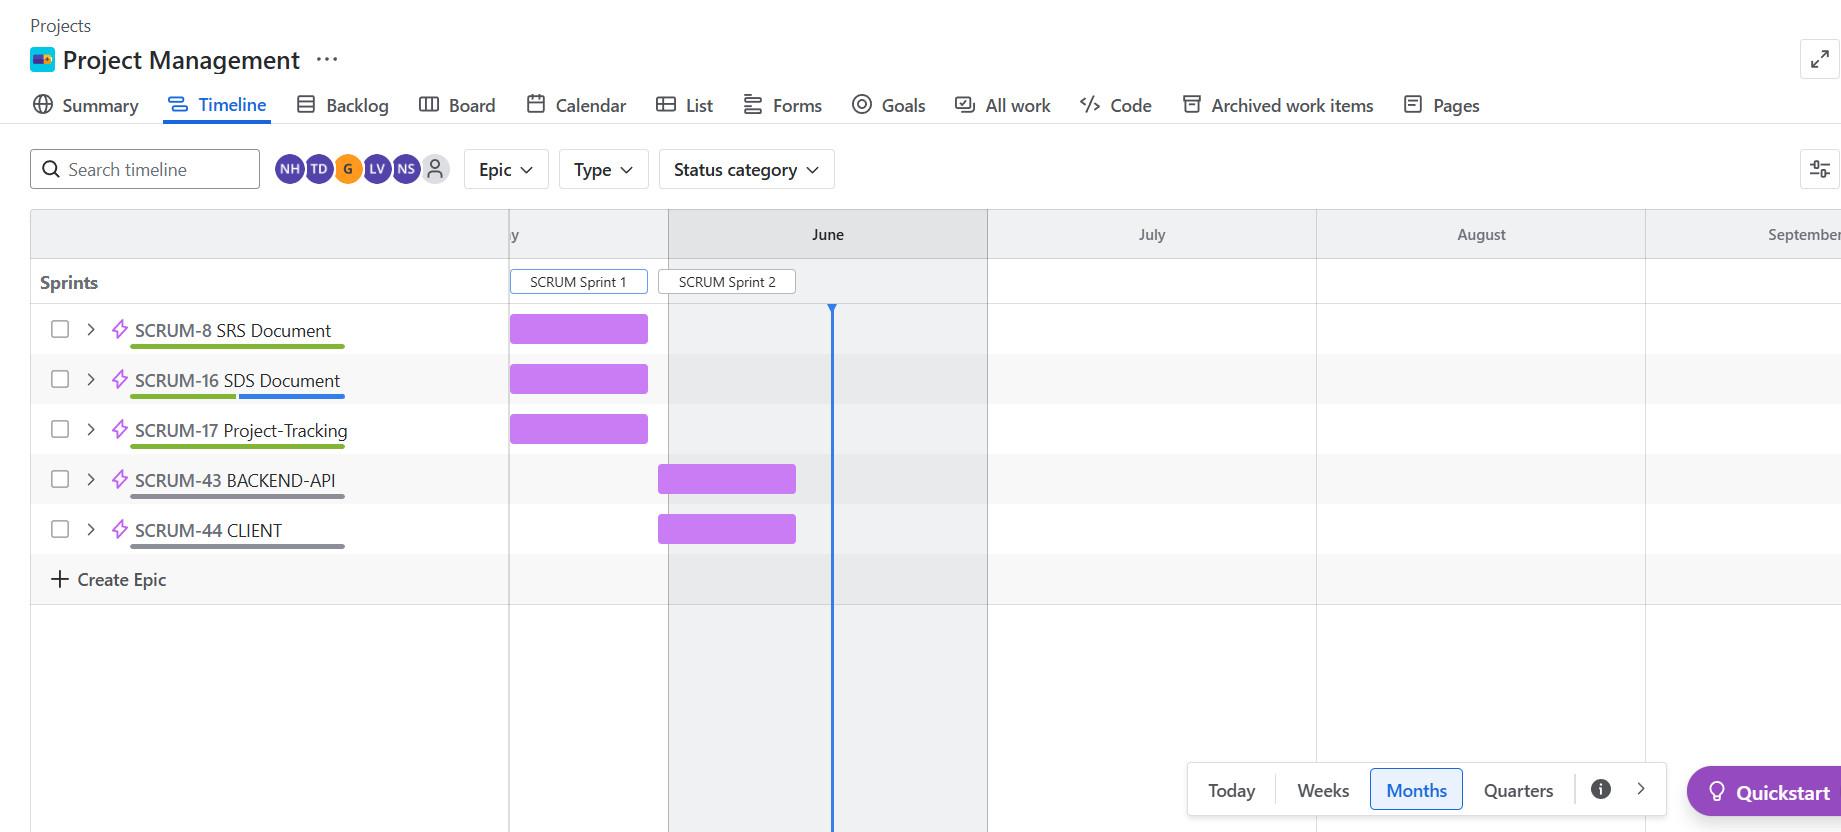 Projects
Project Management
Summary Timeline Backlog Board Calendar List Forms Goals All work Code Archived work items Pages
Search timeline NH TD G LV NS Epic Type Status category
y June July August September
Sprints SCRUM Sprint 1 SCRUM Sprint 2
SCRUM-8 SRS Document
SCRUM-16 SDS Document
SCRUM-17 Project-Tracking
SCRUM-43 BACKEND-API
SCRUM-44 CLIENT
Create Epic
Today Weeks Months Quarters Quickstart